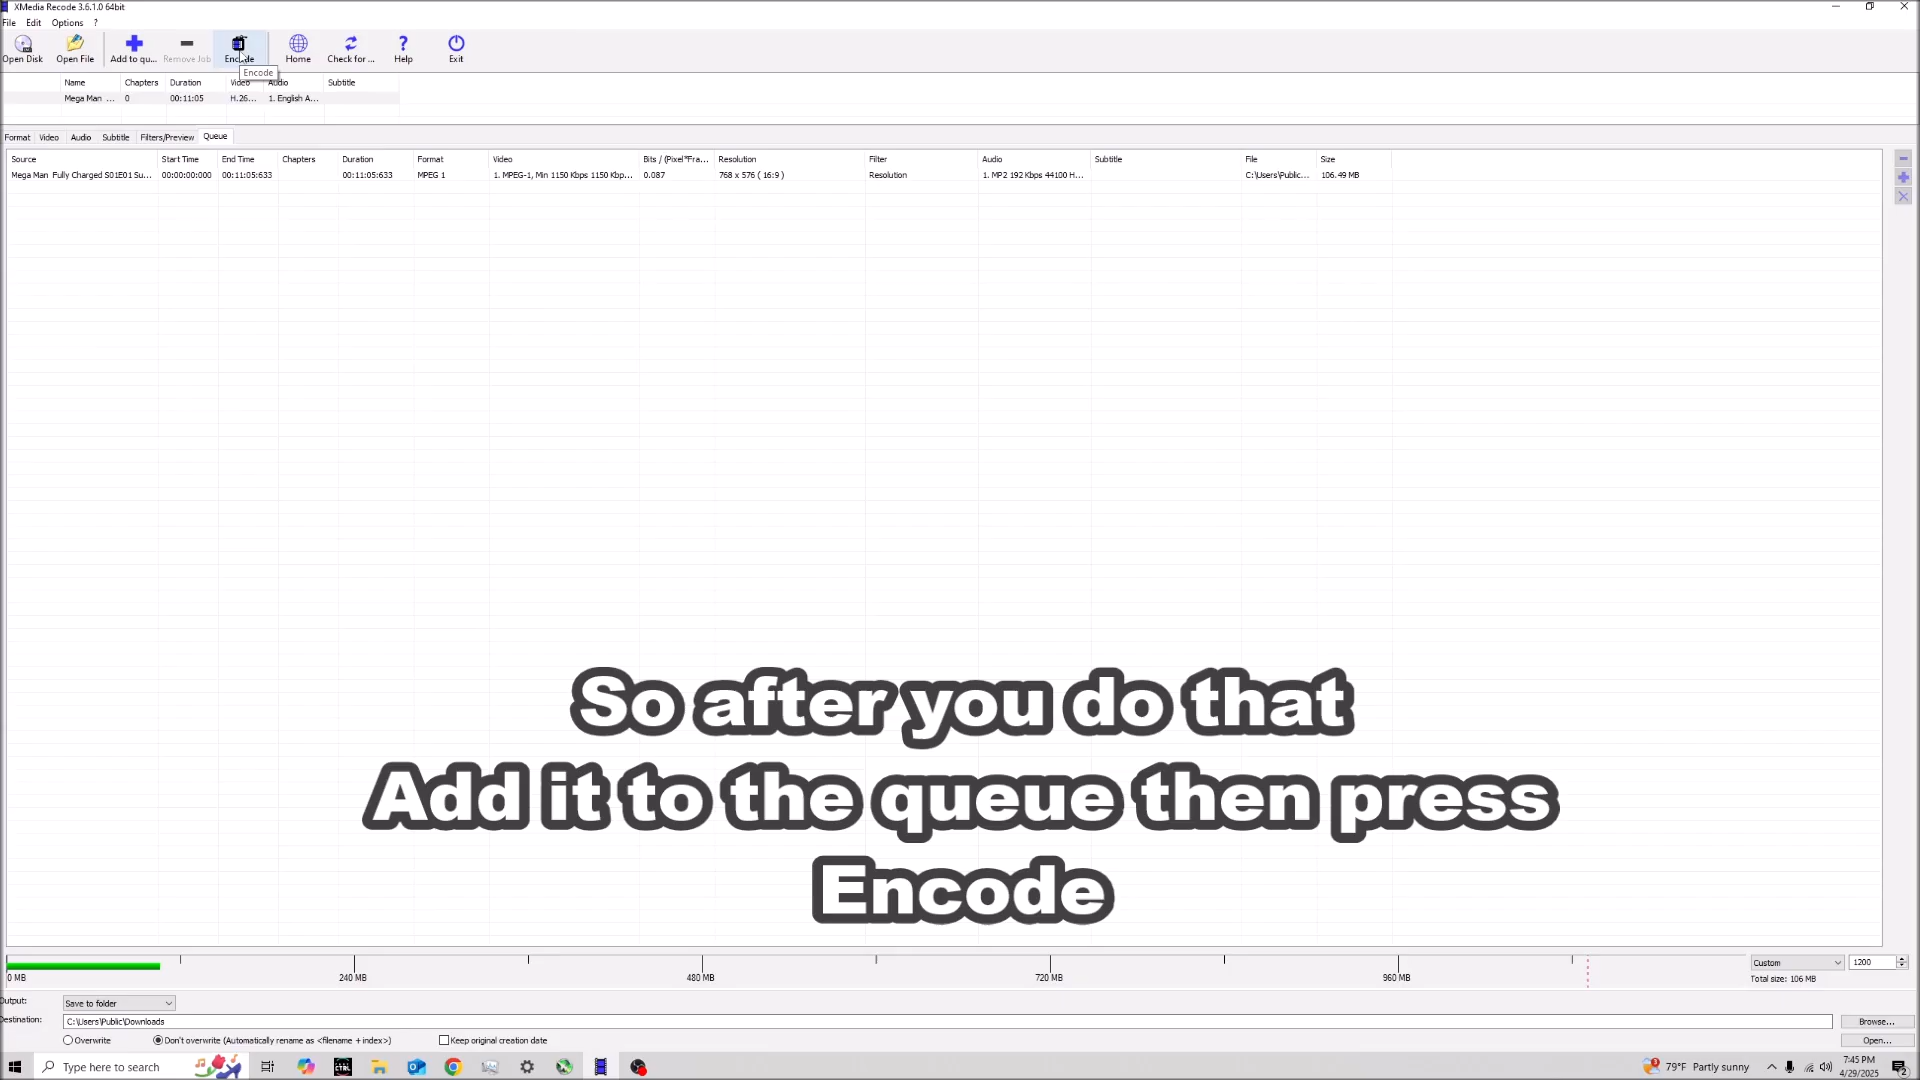 XMedia Recode 3.6.1.0 64bit
File Edit Options ?
Open Disk Open File Add to qu... Remove Job Encode Home Check for ... Help Exit
Encode
Name Chapters Duration Video Audio Subtitle
Mega Man ... 0 00:11:05 H.26... 1. English A...
Format Video Audio Subtitle Filters/Preview Queue
Source Start Time End Time Chapters Duration Format Video Bits / (Pixel*Fra... Resolution Filter Audio Subtitle File Size
Mega Man Fully Charged S01E01 Su... 00:00:00:000 00:11:05:633 00:11:05:633 MPEG 1 1. MPEG-1, Min 1150 Kbps 1150 Kbp... 0.087 768 x 576 ( 16:9 ) Resolution 1. MP2 192 Kbps 44100 H... C:\Users\Public... 106.49 MB
So after you do that
Add it to the queue then press
Encode
0 MB 240 MB 480 MB 720 MB 960 MB
Custom 1200
Total size: 106 MB
Output: Save to folder
Destination: C:\Users\Public\Downloads Browse...
Overwrite Don't overwrite (Automatically rename as <filename + index>) Keep original creation date Open...
Type here to search CTRL 3 79°F Partly sunny 7:45 PM 2
4/29/2025